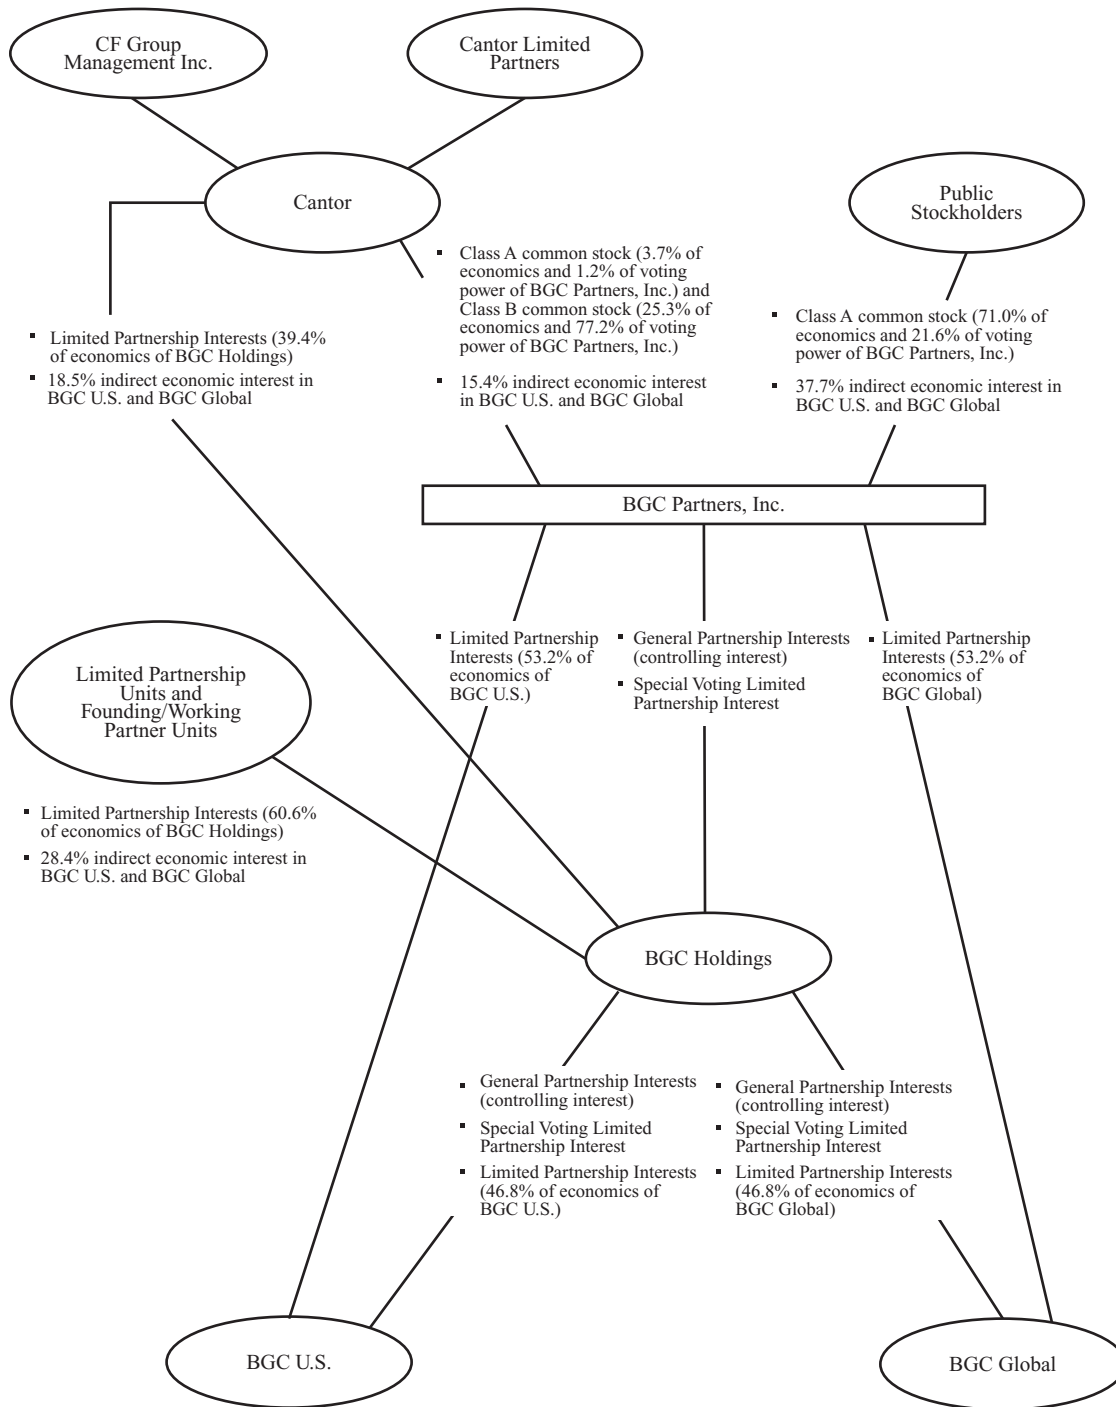 CF Group
Management Inc.
Cantor Limited
Partners
Cantor
Public
Stockholders
▪ Class A common stock (3.7% of
economics and 1.2% of voting
power of BGC Partners, Inc.) and
Class B common stock (25.3% of
economics and 77.2% of voting
power of BGC Partners, Inc.)
▪ 15.4% indirect economic interest
in BGC U.S. and BGC Global
▪ Class A common stock (71.0% of
economics and 21.6% of voting
power of BGC Partners, Inc.)
▪ 37.7% indirect economic interest in
BGC U.S. and BGC Global
▪ Limited Partnership Interests (39.4%
of economics of BGC Holdings)
▪ 18.5% indirect economic interest in
BGC U.S. and BGC Global
BGC Partners, Inc.
▪ Limited Partnership
Interests (53.2% of
economics of
BGC U.S.)
▪ General Partnership Interests
(controlling interest)
▪ Special Voting Limited
Partnership Interest
▪ Limited Partnership
Interests (53.2% of
economics of
BGC Global)
Limited Partnership
Units and
Founding/Working
Partner Units
▪ Limited Partnership Interests (60.6%
of economics of BGC Holdings)
▪ 28.4% indirect economic interest in
BGC U.S. and BGC Global
BGC Holdings
▪ General Partnership Interests
(controlling interest)
▪ Special Voting Limited
Partnership Interest
▪ Limited Partnership Interests
(46.8% of economics of
BGC U.S.)
▪ General Partnership Interests
(controlling interest)
▪ Special Voting Limited
Partnership Interest
▪ Limited Partnership Interests
(46.8% of economics of
BGC Global)
BGC U.S.
BGC Global